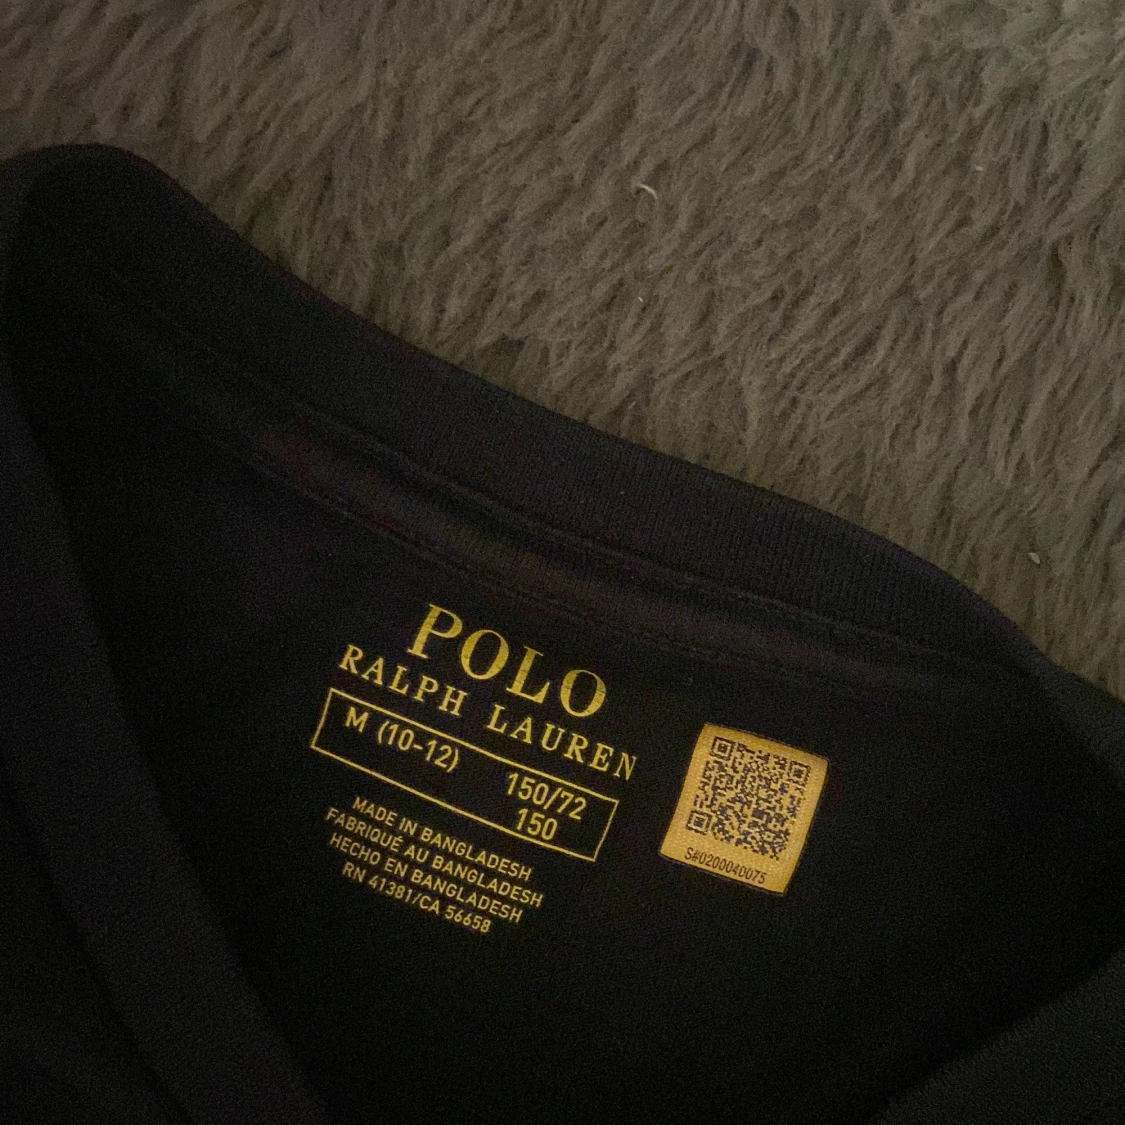 POLO
RALPH LAUREN
M (10-12)
150/72
150
MADE IN BANGLADESH
FABRIQUÉ AU BANGLADESH
HECHO EN BANGLADESH
RN 41381/CA 56658
S#0200040075